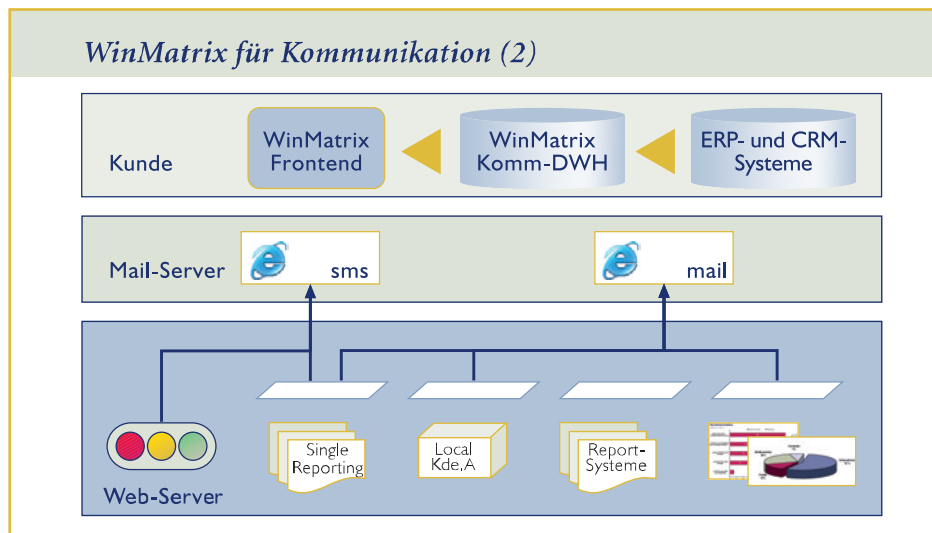 WinMatrix für Kommunikation (2)
Kunde
WinMatrix
Frontend
WinMatrix
Komm-DWH
ERP- und CRM-
Systeme
Mail-Server
sms
mail
Single
Reporting
Local
Kde.A
Report-
Systeme
Web-Server